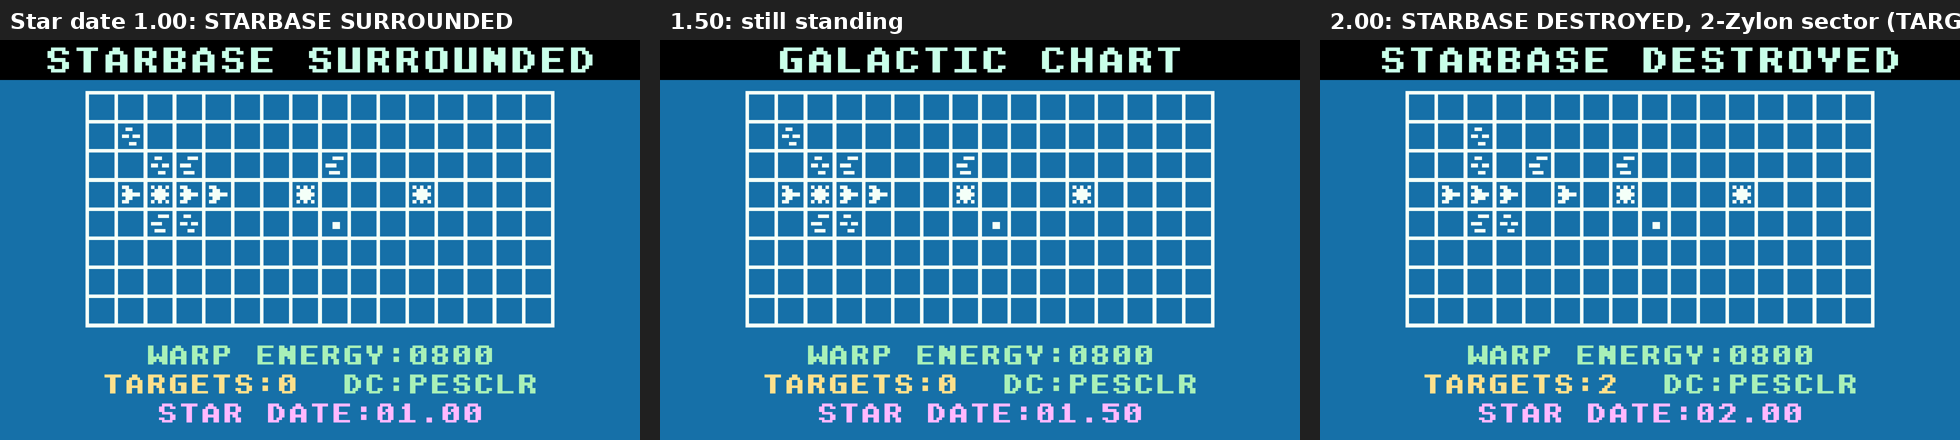 Star date 1.00: STARBASE SURROUNDED
STARBASE SURROUNDED
WARP ENERGY:0800
TARGETS:0 DC:PESCLR
STAR DATE:01.00
1.50: still standing
GALACTIC CHART
WARP ENERGY:0800
TARGETS:0 DC:PESCLR
STAR DATE:01.50
2.00: STARBASE DESTROYED, 2-Zylon sector (TARG
STARBASE DESTROYED
WARP ENERGY:0800
TARGETS:2 DC:PESCLR
STAR DATE:02.00